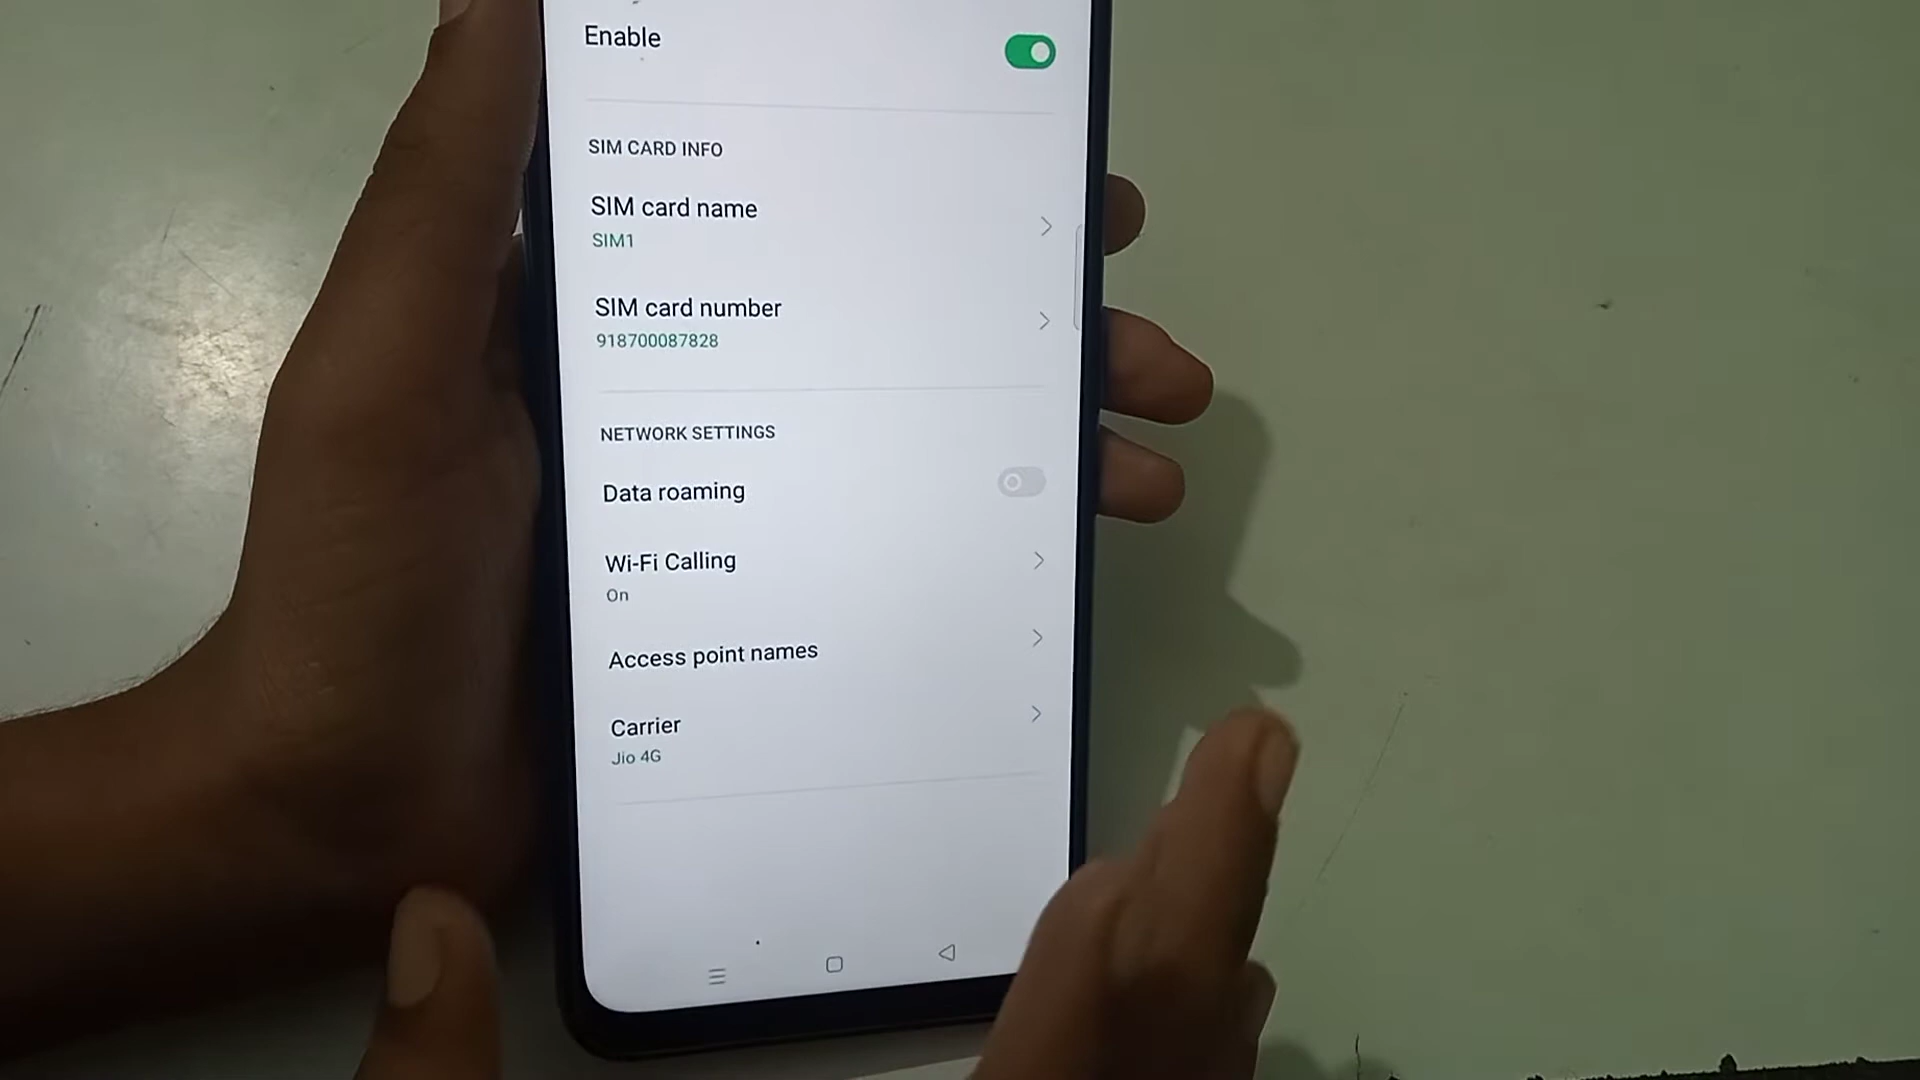 Enable
SIM CARD INFO
SIM card name
SIM1
SIM card number
918700087828
NETWORK SETTINGS
Data roaming
Wi-Fi Calling
On
Access point names
Carrier
Jio 4G